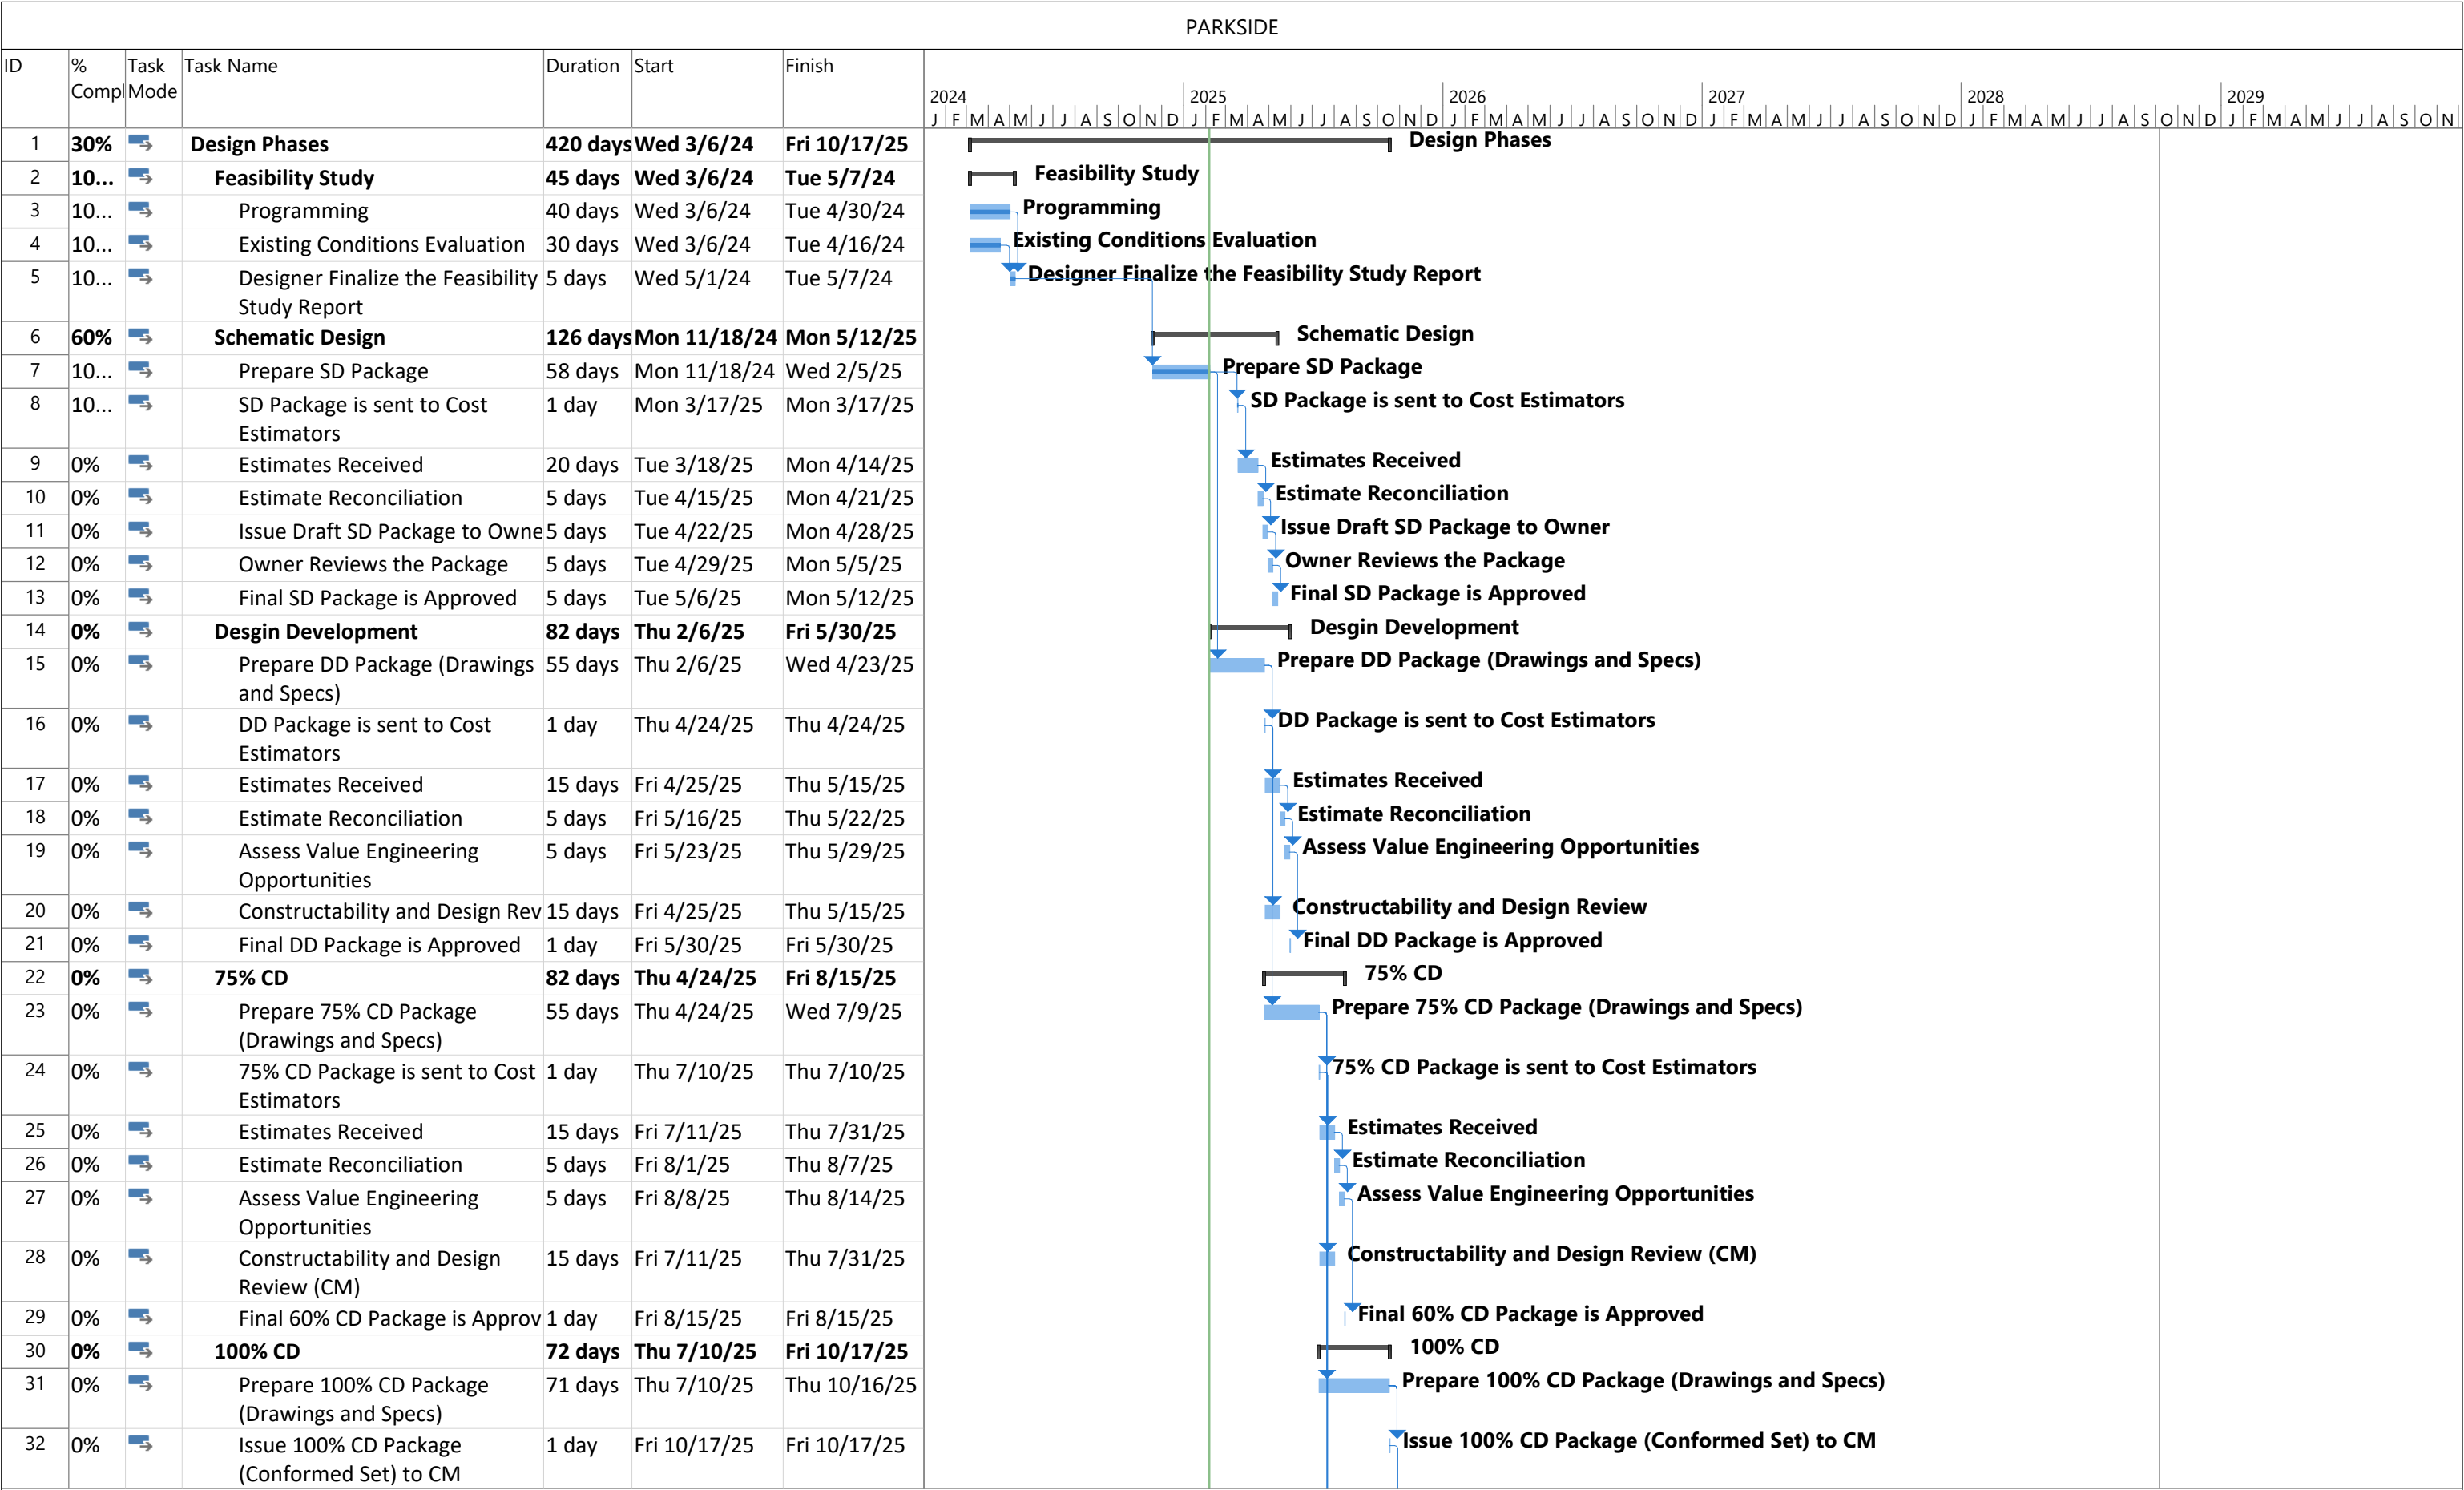 PARKSIDE
ID % Task Task Name Duration Start Finish
Comp Mode
2024 2025 2026 2027 2028 2029
J F M A M J J A S O N D J F M A M J J A S O N D J F M A M J J A S O N D J F M A M J J A S O N D J F M A M J J A S O N D J F M A M J J A S O N
1 30% Design Phases 420 days Wed 3/6/24 Fri 10/17/25 Design Phases
2 10... Feasibility Study 45 days Wed 3/6/24 Tue 5/7/24 Feasibility Study
3 10... Programming 40 days Wed 3/6/24 Tue 4/30/24 Programming
4 10... Existing Conditions Evaluation 30 days Wed 3/6/24 Tue 4/16/24 Existing Conditions Evaluation
5 10... Designer Finalize the Feasibility 5 days Wed 5/1/24 Tue 5/7/24 Designer Finalize the Feasibility Study Report
Study Report
6 60% Schematic Design 126 days Mon 11/18/24 Mon 5/12/25 Schematic Design
7 10... Prepare SD Package 58 days Mon 11/18/24 Wed 2/5/25 Prepare SD Package
8 10... SD Package is sent to Cost 1 day Mon 3/17/25 Mon 3/17/25 SD Package is sent to Cost Estimators
Estimators
9 0% Estimates Received 20 days Tue 3/18/25 Mon 4/14/25 Estimates Received
10 0% Estimate Reconciliation 5 days Tue 4/15/25 Mon 4/21/25 Estimate Reconciliation
11 0% Issue Draft SD Package to Owne 5 days Tue 4/22/25 Mon 4/28/25 Issue Draft SD Package to Owner
12 0% Owner Reviews the Package 5 days Tue 4/29/25 Mon 5/5/25 Owner Reviews the Package
13 0% Final SD Package is Approved 5 days Tue 5/6/25 Mon 5/12/25 Final SD Package is Approved
14 0% Desgin Development 82 days Thu 2/6/25 Fri 5/30/25 Desgin Development
15 0% Prepare DD Package (Drawings 55 days Thu 2/6/25 Wed 4/23/25 Prepare DD Package (Drawings and Specs)
and Specs)
16 0% DD Package is sent to Cost 1 day Thu 4/24/25 Thu 4/24/25 DD Package is sent to Cost Estimators
Estimators
17 0% Estimates Received 15 days Fri 4/25/25 Thu 5/15/25 Estimates Received
18 0% Estimate Reconciliation 5 days Fri 5/16/25 Thu 5/22/25 Estimate Reconciliation
19 0% Assess Value Engineering 5 days Fri 5/23/25 Thu 5/29/25 Assess Value Engineering Opportunities
Opportunities
20 0% Constructability and Design Rev 15 days Fri 4/25/25 Thu 5/15/25 Constructability and Design Review
21 0% Final DD Package is Approved 1 day Fri 5/30/25 Fri 5/30/25 Final DD Package is Approved
22 0% 75% CD 82 days Thu 4/24/25 Fri 8/15/25 75% CD
23 0% Prepare 75% CD Package 55 days Thu 4/24/25 Wed 7/9/25 Prepare 75% CD Package (Drawings and Specs)
(Drawings and Specs)
24 0% 75% CD Package is sent to Cost 1 day Thu 7/10/25 Thu 7/10/25 75% CD Package is sent to Cost Estimators
Estimators
25 0% Estimates Received 15 days Fri 7/11/25 Thu 7/31/25 Estimates Received
26 0% Estimate Reconciliation 5 days Fri 8/1/25 Thu 8/7/25 Estimate Reconciliation
27 0% Assess Value Engineering 5 days Fri 8/8/25 Thu 8/14/25 Assess Value Engineering Opportunities
Opportunities
28 0% Constructability and Design 15 days Fri 7/11/25 Thu 7/31/25 Constructability and Design Review (CM)
Review (CM)
29 0% Final 60% CD Package is Approv 1 day Fri 8/15/25 Fri 8/15/25 Final 60% CD Package is Approved
30 0% 100% CD 72 days Thu 7/10/25 Fri 10/17/25 100% CD
31 0% Prepare 100% CD Package 71 days Thu 7/10/25 Thu 10/16/25 Prepare 100% CD Package (Drawings and Specs)
(Drawings and Specs)
32 0% Issue 100% CD Package 1 day Fri 10/17/25 Fri 10/17/25 Issue 100% CD Package (Conformed Set) to CM
(Conformed Set) to CM